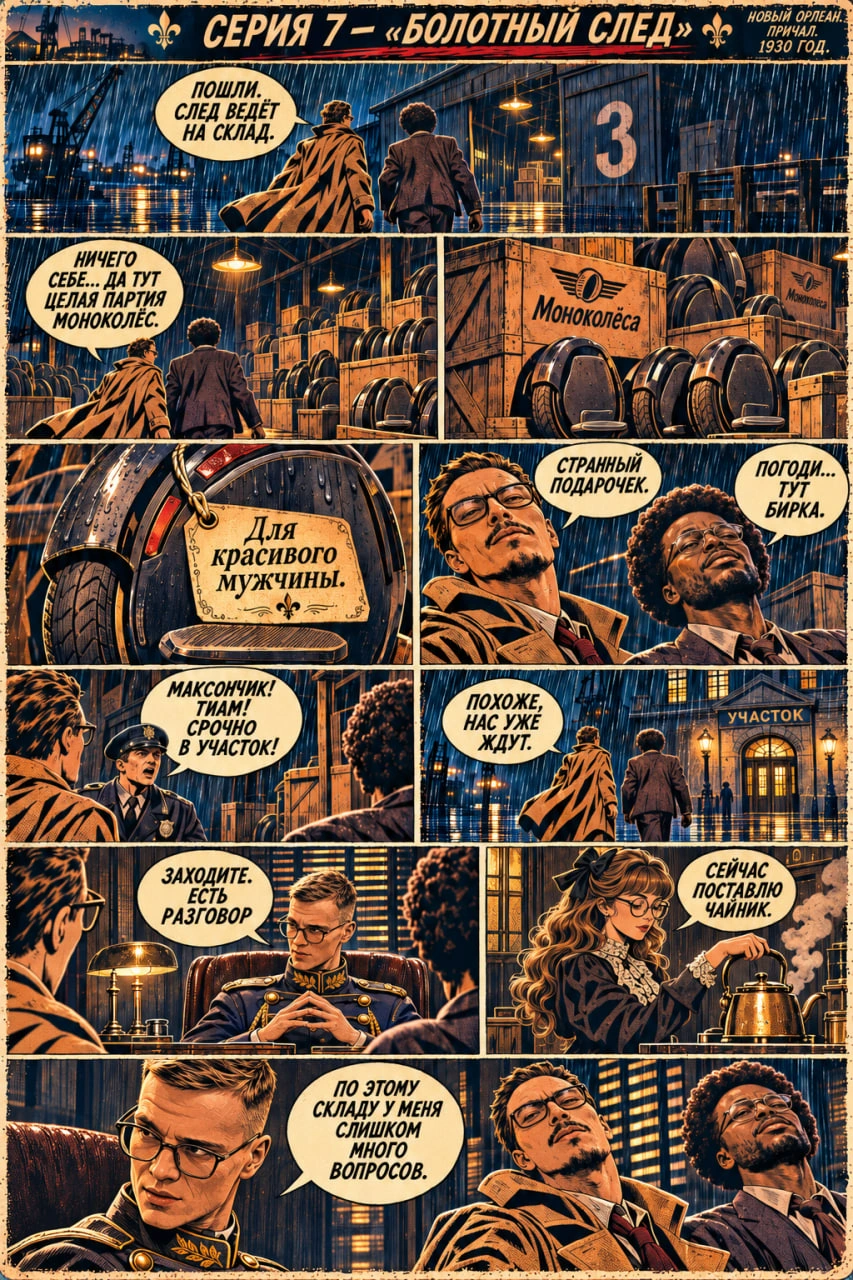 СЕРИЯ 7 – «БОЛОТНЫЙ СЛЕД»
НОВЫЙ ОРЛЕАН.
ПРИЧАЛ.
1930 ГОД.
ПОШЛИ.
СЛЕД ВЕДЁТ
НА СКЛАД.
3
НИЧЕГО
СЕБЕ... ДА ТУТ
ЦЕЛАЯ ПАРТИЯ
МОНОКОЛЁС.
Моноколёса
Моноколёса
Для
красивого
мужчины.
СТРАННЫЙ
ПОДАРОЧЕК.
ПОГОДИ...
ТУТ
БИРКА.
МАКСОНЧИК!
ТИАМ!
СРОЧНО
В УЧАСТОК!
ПОХОЖЕ,
НАС УЖЕ
ЖДУТ.
УЧАСТОК
ЗАХОДИТЕ.
ЕСТЬ
РАЗГОВОР
СЕЙЧАС
ПОСТАВЛЮ
ЧАЙНИК.
ПО ЭТОМУ
СКЛАДУ У МЕНЯ
СЛИШКОМ
МНОГО
ВОПРОСОВ.